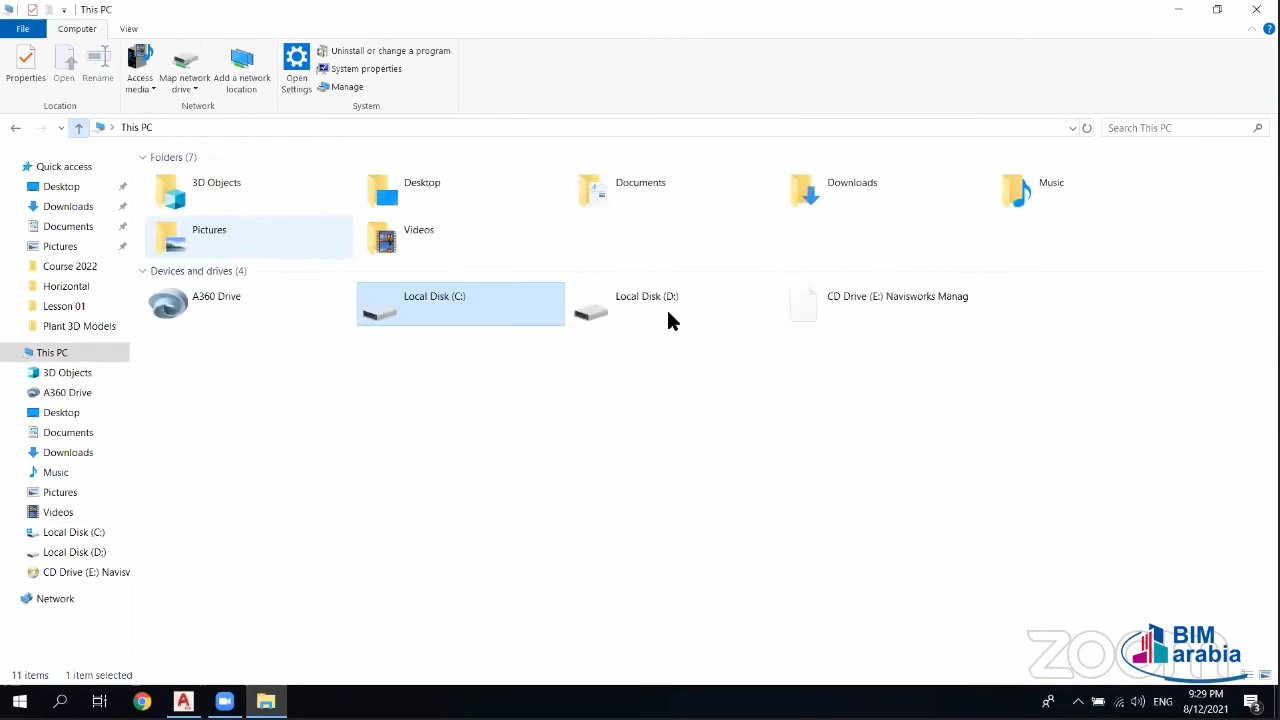 This PC
File
Computer
View
Properties
Open
Rename
Access media
Map network drive
Add a network location
Open Settings
Uninstall or change a program
System properties
Manage
Location
Network
System
This PC
Search This PC
Quick access
Desktop
Downloads
Documents
Pictures
Course 2022
Horizontal
Lesson 01
Plant 3D Models
This PC
3D Objects
A360 Drive
Desktop
Documents
Downloads
Music
Pictures
Videos
Local Disk (C:)
Local Disk (D:)
CD Drive (E:) Navisw
Network
Folders (7)
3D Objects
Desktop
Documents
Downloads
Music
Pictures
Videos
Devices and drives (4)
A360 Drive
Local Disk (C:)
Local Disk (D:)
CD Drive (E:) Navisworks Manag
11 items
1 item selected
zoom
BIM
arabia
ENG
9:29 PM
8/12/2021
3